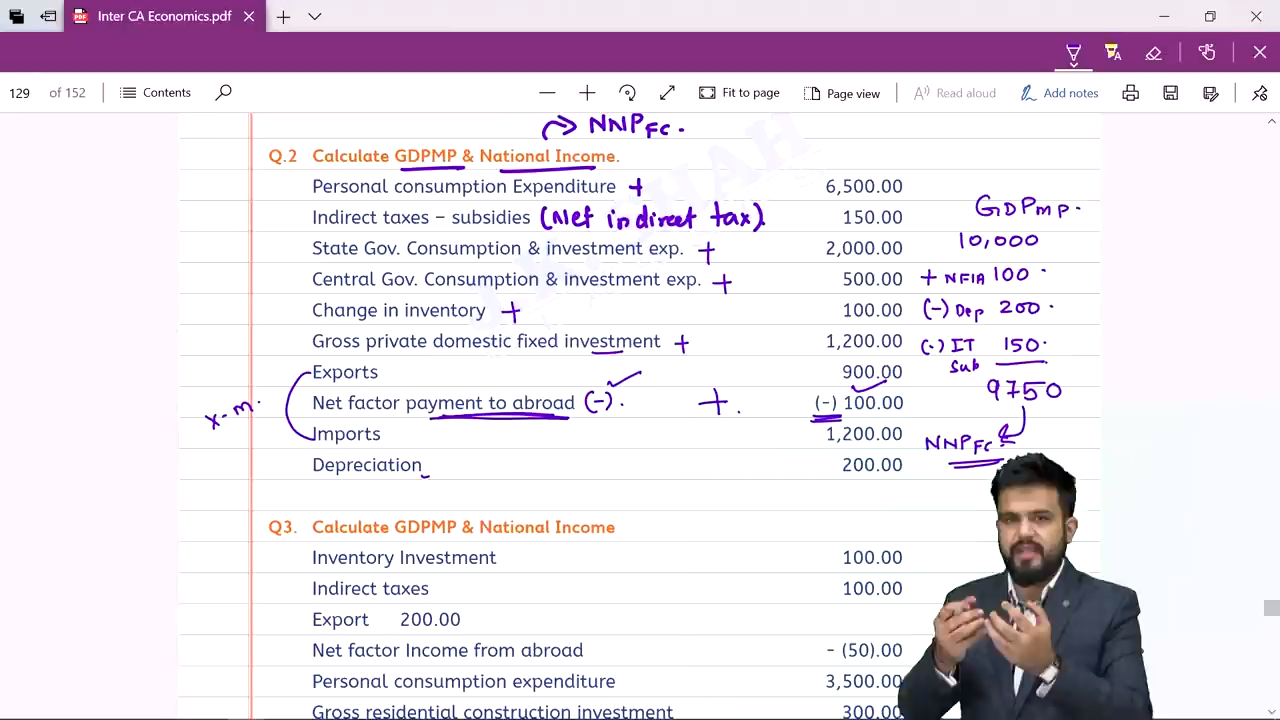 Inter CA Economics.pdf
129 of 152 Contents Fit to page Page view Read aloud Add notes
→ NNPFC.
Q.2 Calculate GDPMP & National Income.
Personal consumption Expenditure + 6,500.00
Indirect taxes – subsidies (Net indirect tax). 150.00
State Gov. Consumption & investment exp. + 2,000.00
Central Gov. Consumption & investment exp. + 500.00
Change in inventory + 100.00
Gross private domestic fixed investment + 1,200.00
Exports 900.00
Net factor payment to abroad (-). +. (-) 100.00
Imports 1,200.00
Depreciation 200.00
x-m.
GDPMP.
10,000
+ NFIA 100
(-) Dep 200.
(-) IT 150.
Sub
9750
NNPFC.
Q3. Calculate GDPMP & National Income
Inventory Investment 100.00
Indirect taxes 100.00
Export 200.00
Net factor Income from abroad - (50).00
Personal consumption expenditure 3,500.00
Gross residential construction investment 300.00